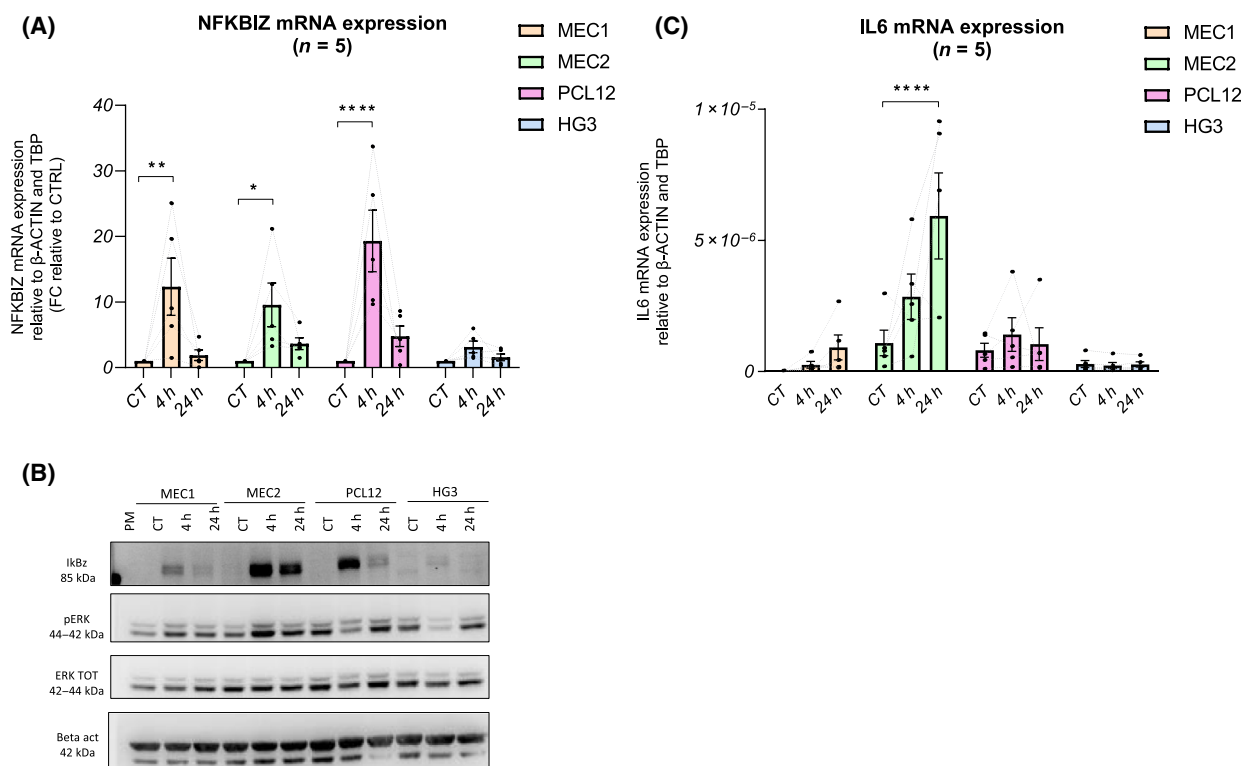 (A)
NFKBIZ mRNA expression
(n = 5)
MEC1
MEC2
PCL12
HG3
NFKBIZ mRNA expression
relative to β-ACTIN and TBP
(FC relative to CTRL)
40
30
20
10
0
**
*
****
CT 4 h 24 h CT 4 h 24 h CT 4 h 24 h CT 4 h 24 h
(C)
IL6 mRNA expression
(n = 5)
MEC1
MEC2
PCL12
HG3
IL6 mRNA expression
relative to β-ACTIN and TBP
1 × 10⁻⁵
5 × 10⁻⁶
0
****
CT 4 h 24 h CT 4 h 24 h CT 4 h 24 h CT 4 h 24 h
(B)
MEC1 MEC2 PCL12 HG3
PM CT 4 h 24 h CT 4 h 24 h CT 4 h 24 h CT 4 h 24 h
IkBz
85 kDa
pERK
44–42 kDa
ERK TOT
42–44 kDa
Beta act
42 kDa